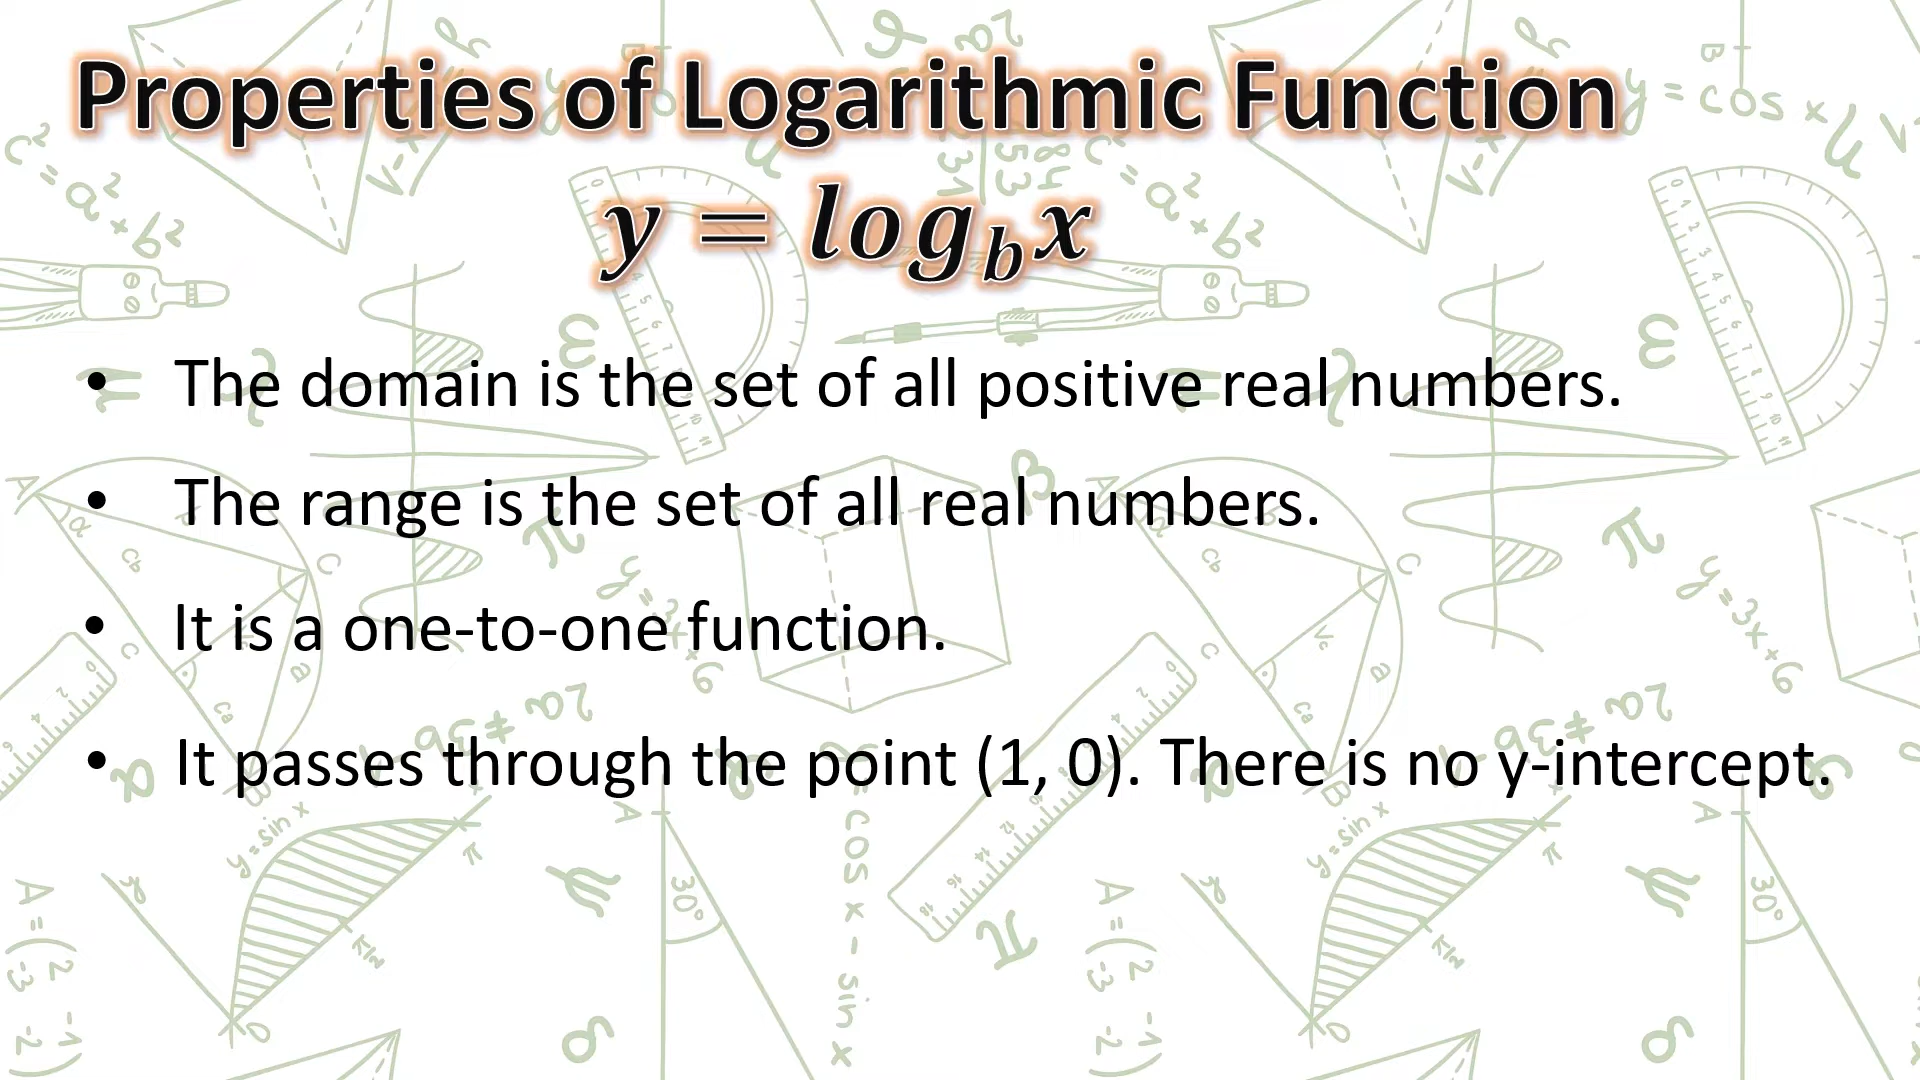 Properties of Logarithmic Function
y = log_b x
• The domain is the set of all positive real numbers.
• The range is the set of all real numbers.
• It is a one-to-one function.
• It passes through the point (1, 0). There is no y-intercept.